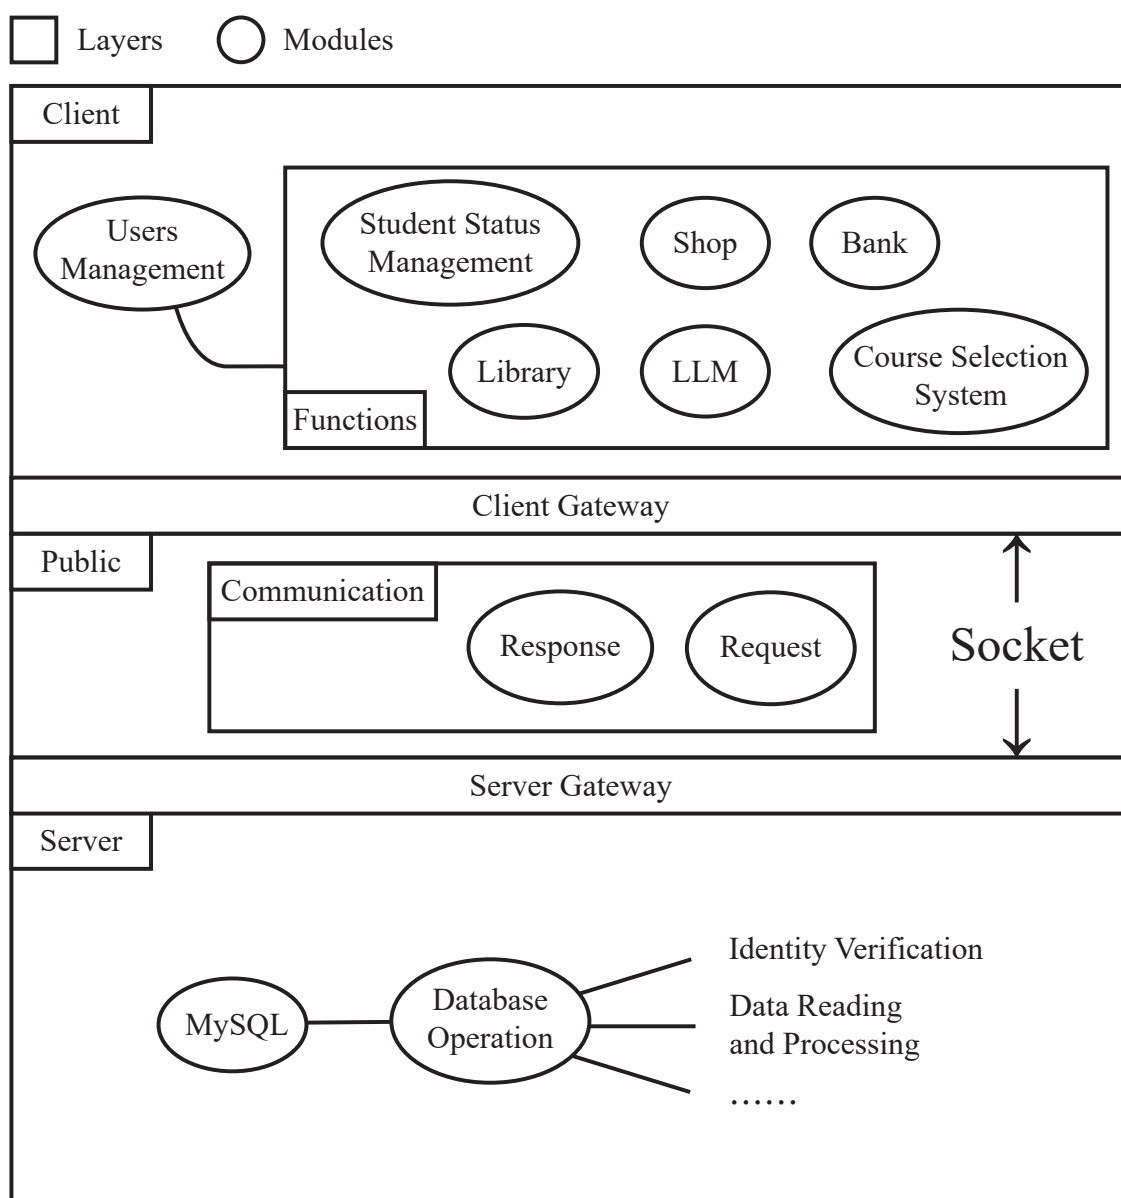 Layers
Modules
Client
Users
Management
Student Status
Management
Shop
Bank
Library
LLM
Course Selection
System
Functions
Client Gateway
Public
Communication
Response
Request
Socket
Server Gateway
Server
MySQL
Database
Operation
Identity Verification
Data Reading
and Processing
......